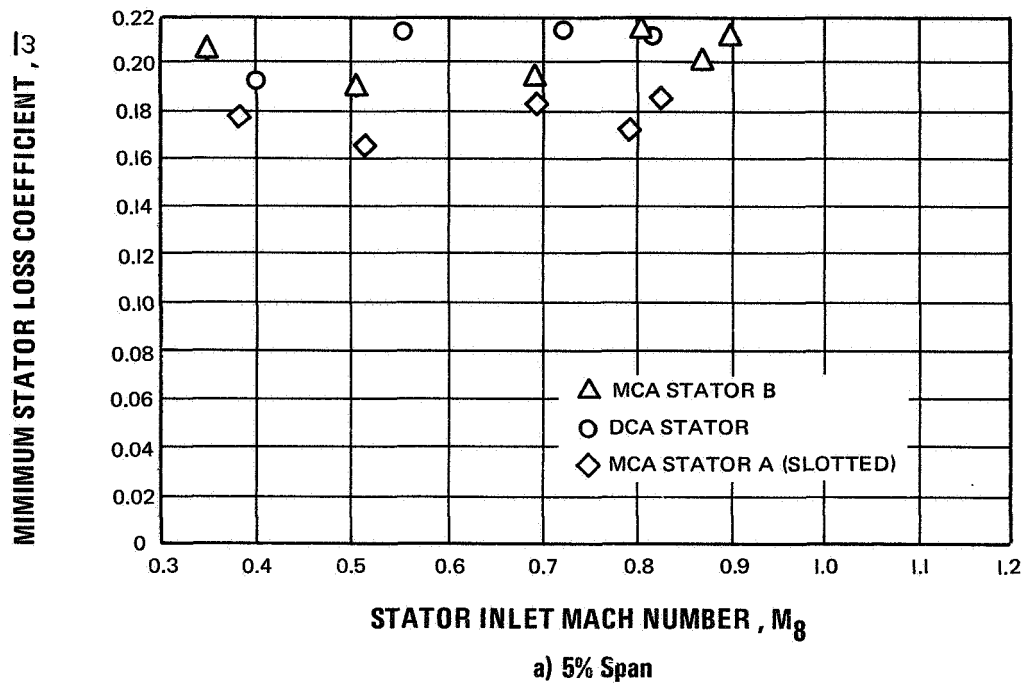 MIMIMUM STATOR LOSS COEFFICIENT , ω̅
0.22
0.20
0.18
0.16
0.14
0.12
0.10
0.08
0.06
0.04
0.02
0
△ MCA STATOR B
○ DCA STATOR
◇ MCA STATOR A (SLOTTED)
0.3 0.4 0.5 0.6 0.7 0.8 0.9 1.0 1.1 1.2
STATOR INLET MACH NUMBER , M8
a) 5% Span